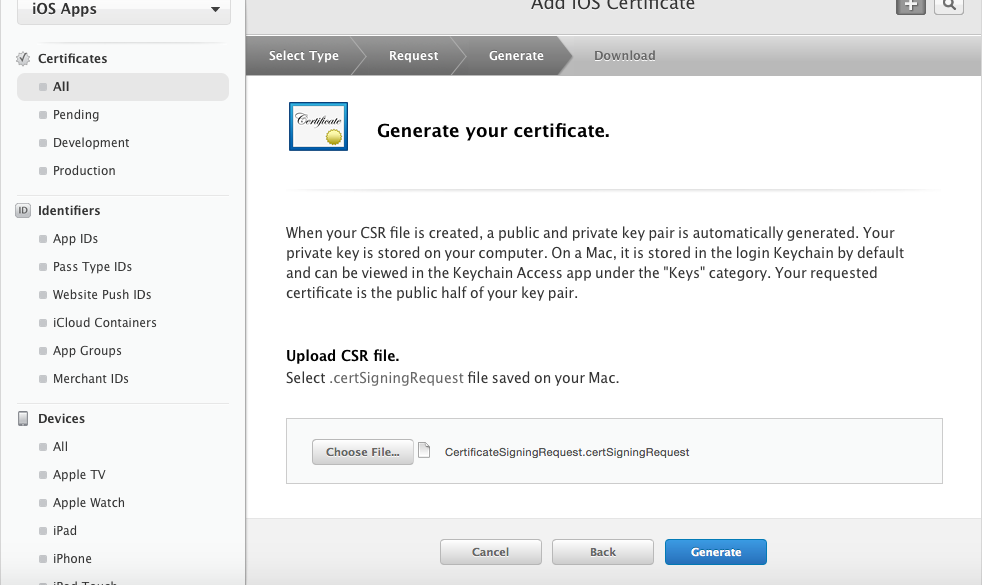 iOS Apps
Certificates
All
Pending
Development
Production
ID Identifiers
App IDs
Pass Type IDs
Website Push IDs
iCloud Containers
App Groups
Merchant IDs
Devices
All
Apple TV
Apple Watch
iPad
iPhone
iPod Touch
Add iOS Certificate
Select Type Request Generate Download
Certificate
Generate your certificate.
When your CSR file is created, a public and private key pair is automatically generated. Your
private key is stored on your computer. On a Mac, it is stored in the login Keychain by default
and can be viewed in the Keychain Access app under the "Keys" category. Your requested
certificate is the public half of your key pair.
Upload CSR file.
Select .certSigningRequest file saved on your Mac.
Choose File... CertificateSigningRequest.certSigningRequest
Cancel Back Generate